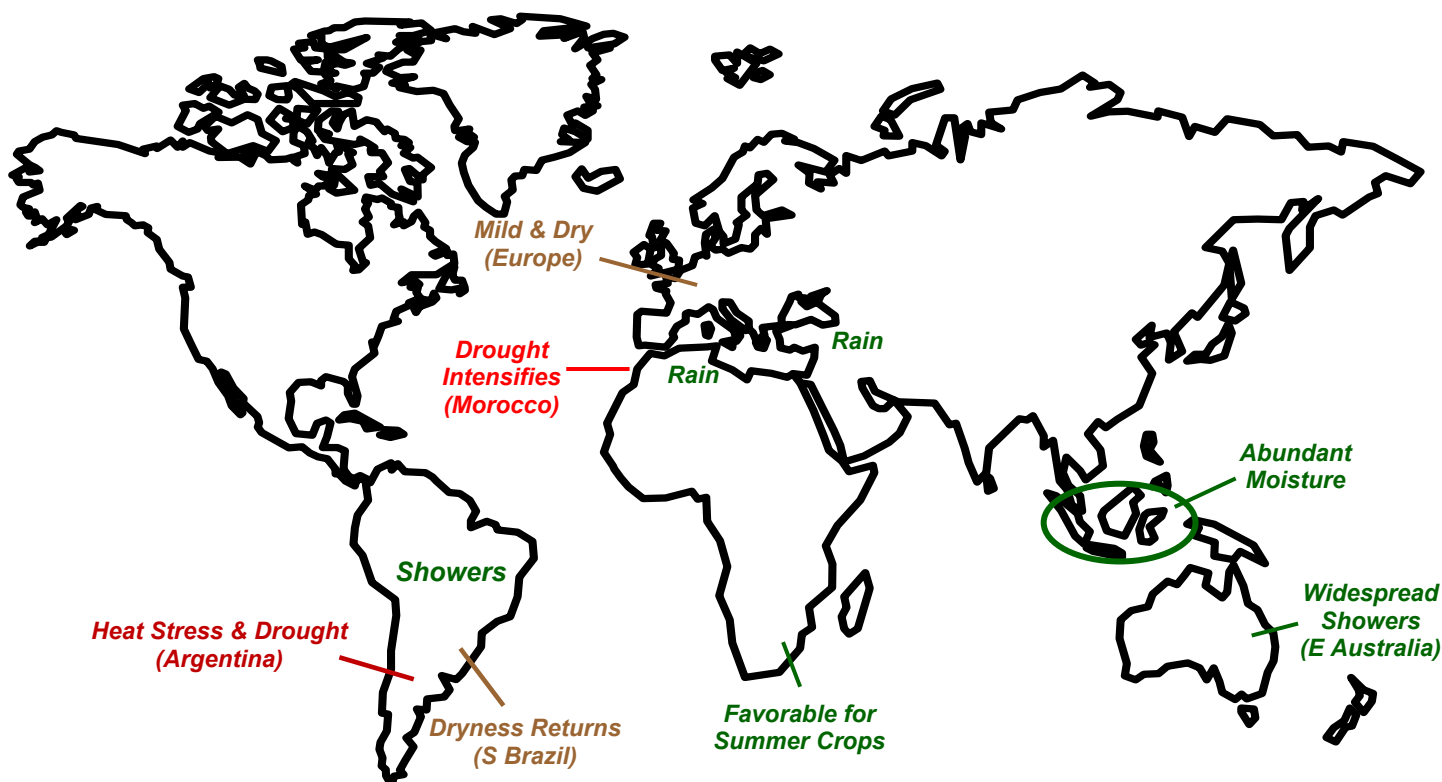 Mild & Dry
(Europe)
Rain
Drought
Intensifies
(Morocco)
Rain
Abundant
Moisture
Showers
Widespread
Showers
(E Australia)
Heat Stress & Drought
(Argentina)
Favorable for
Summer Crops
Dryness Returns
(S Brazil)